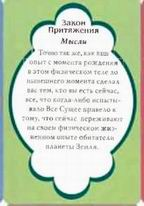 Закон
Притяжения
Мысли
Точно так же, как ваш
опыт с момента рождения
в этом физическом теле до
нынешнего момента сделал
вас тем, кто вы есть сейчас,
все, что когда-либо испыты-
вало Все Сущее привело к
тому, что сейчас переживают
на своем физическом жиз-
ненном опыте обитатели
планеты Земля.